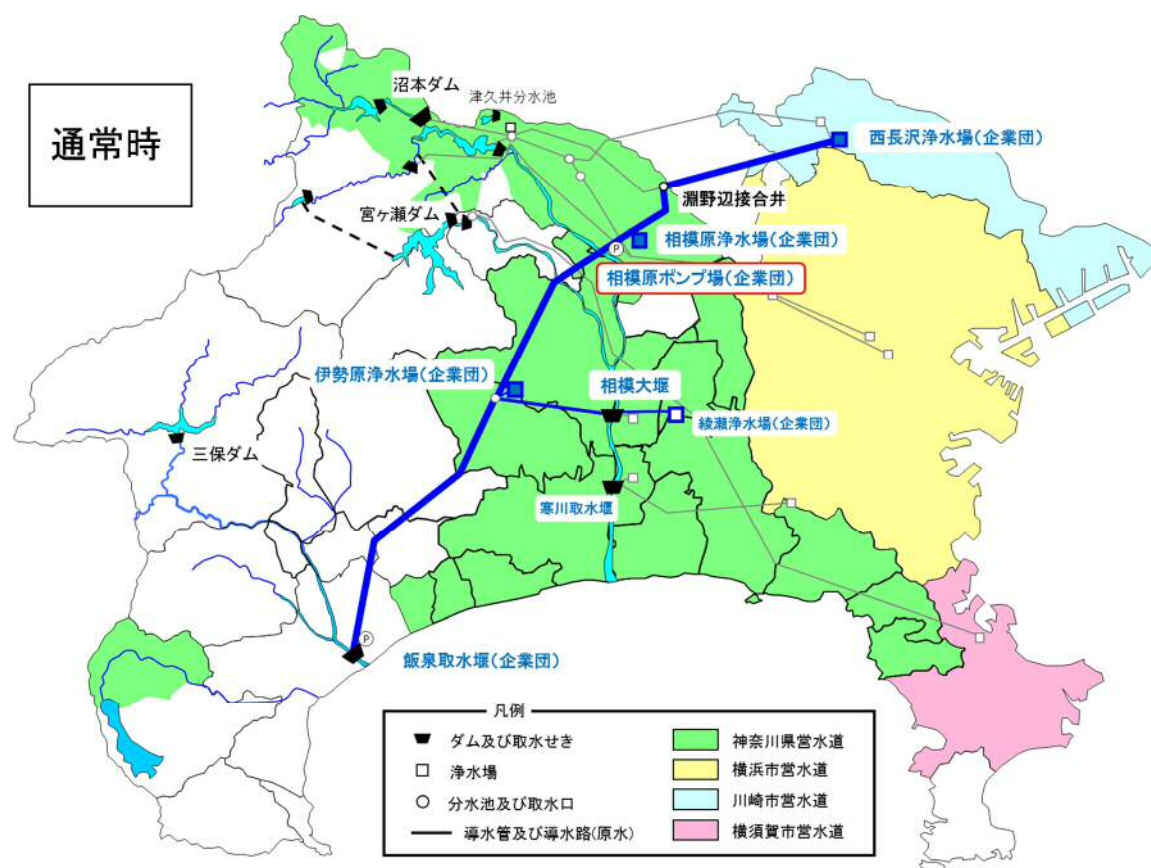 通常時
沼本ダム
津久井分水池
西長沢浄水場(企業団)
淵野辺接合井
宮ヶ瀬ダム
相模原浄水場(企業団)
P
相模原ポンプ場(企業団)
伊勢原浄水場(企業団)
相模大堰
綾瀬浄水場(企業団)
三保ダム
寒川取水堰
P
飯泉取水堰(企業団)
凡例
ダム及び取水せき
浄水場
分水池及び取水口
導水管及び導水路(原水)
神奈川県営水道
横浜市営水道
川崎市営水道
横須賀市営水道